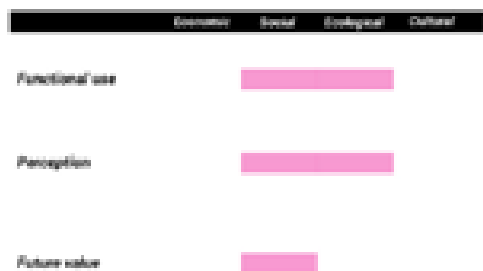 Economic Social Ecological Cultural
Functional use
Perception
Future value